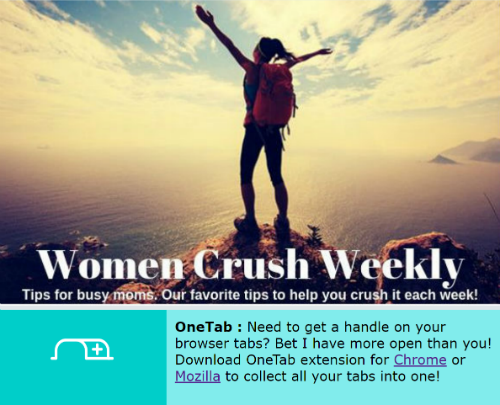 Women Crush Weekly
Tips for busy moms. Our favorite tips to help you crush it each week!
OneTab : Need to get a handle on your
browser tabs? Bet I have more open than you!
Download OneTab extension for Chrome or
Mozilla to collect all your tabs into one!